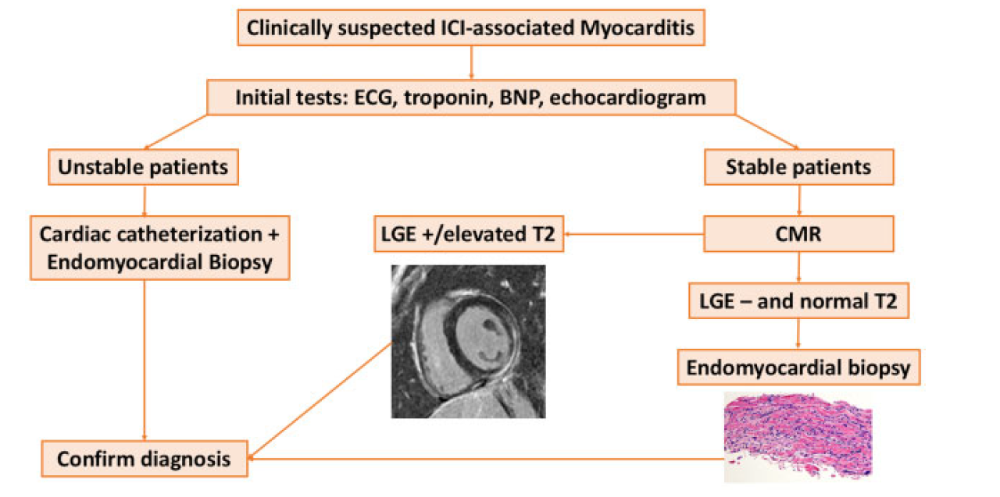 Clinically suspected ICI-associated Myocarditis
Initial tests: ECG, troponin, BNP, echocardiogram
Unstable patients
Stable patients
Cardiac catheterization +
Endomyocardial Biopsy
LGE +/elevated T2
CMR
LGE – and normal T2
Endomyocardial biopsy
Confirm diagnosis